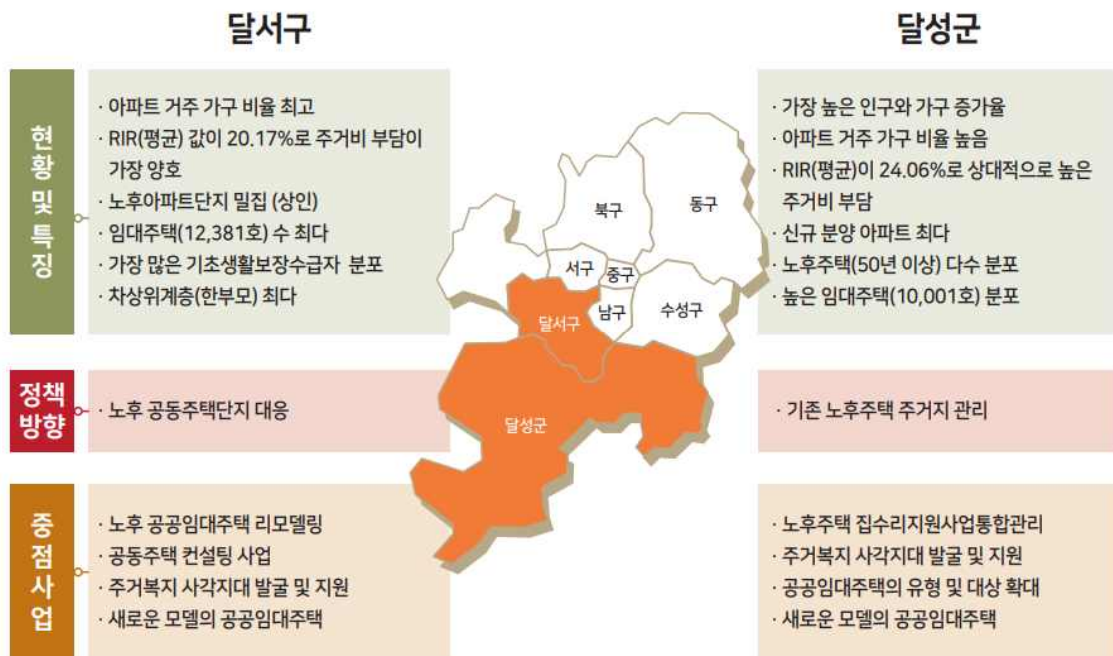 달서구
현황 및 특징
· 아파트 거주 가구 비율 최고
· RIR(평균) 값이 20.17%로 주거비 부담이
가장 양호
· 노후아파트단지 밀집 (상인)
· 임대주택(12,381호) 수 최다
· 가장 많은 기초생활보장수급자 분포
· 차상위계층(한부모) 최다
정책
방향
· 노후 공동주택단지 대응
중점사업
· 노후 공공임대주택 리모델링
· 공동주택 컨설팅 사업
· 주거복지 사각지대 발굴 및 지원
· 새로운 모델의 공공임대주택
북구
동구
서구
중구
달서구
남구
수성구
달성군
달성군
· 가장 높은 인구와 가구 증가율
· 아파트 거주 가구 비율 높음
· RIR(평균)이 24.06%로 상대적으로 높은
주거비 부담
· 신규 분양 아파트 최다
· 노후주택(50년 이상) 다수 분포
· 높은 임대주택(10,001호) 분포
· 기존 노후주택 주거지 관리
· 노후주택 집수리지원사업통합관리
· 주거복지 사각지대 발굴 및 지원
· 공공임대주택의 유형 및 대상 확대
· 새로운 모델의 공공임대주택